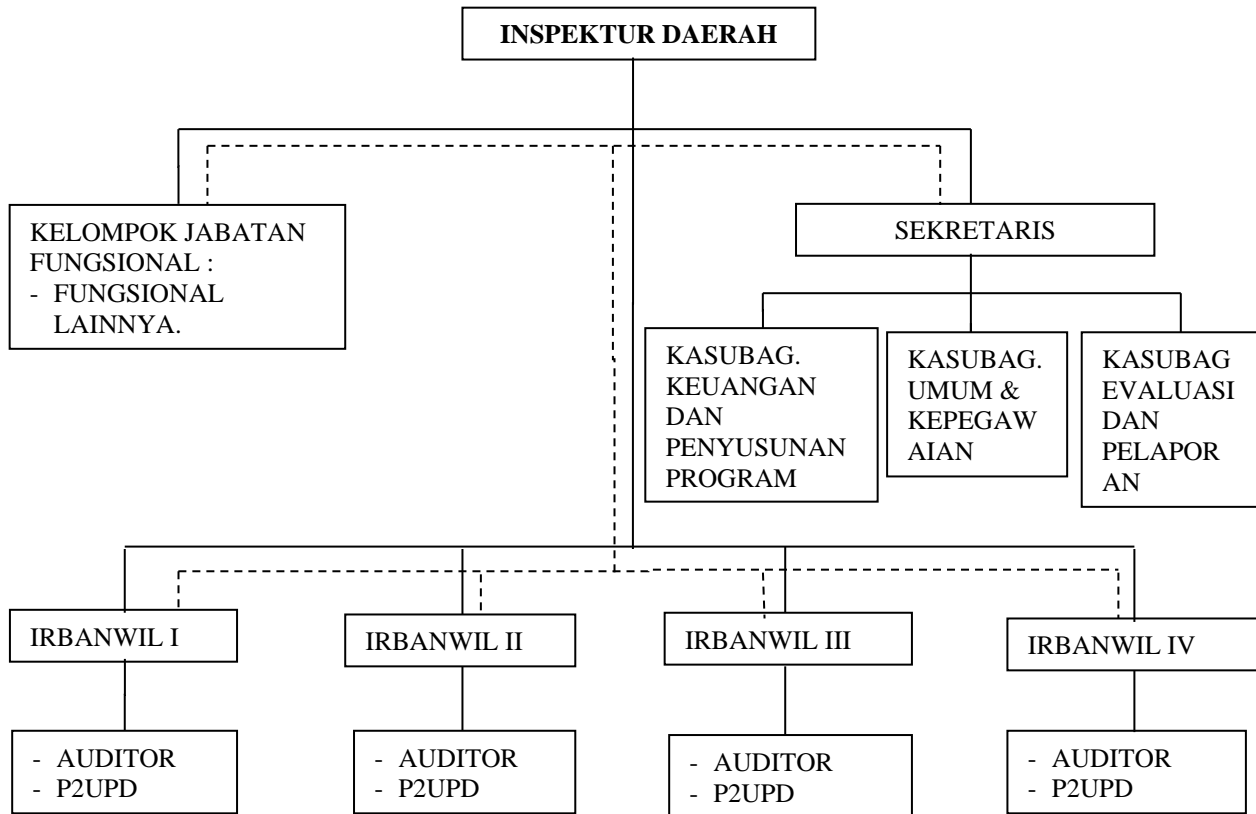 INSPEKTUR DAERAH
KELOMPOK JABATAN
FUNGSIONAL :
- FUNGSIONAL
LAINNYA.
SEKRETARIS
KASUBAG.
KEUANGAN
DAN
PENYUSUNAN
PROGRAM
KASUBAG.
UMUM &
KEPEGAW
AIAN
KASUBAG
EVALUASI
DAN
PELAPOR
AN
IRBANWIL I
IRBANWIL II
IRBANWIL III
IRBANWIL IV
- AUDITOR
- P2UPD
- AUDITOR
- P2UPD
- AUDITOR
- P2UPD
- AUDITOR
- P2UPD